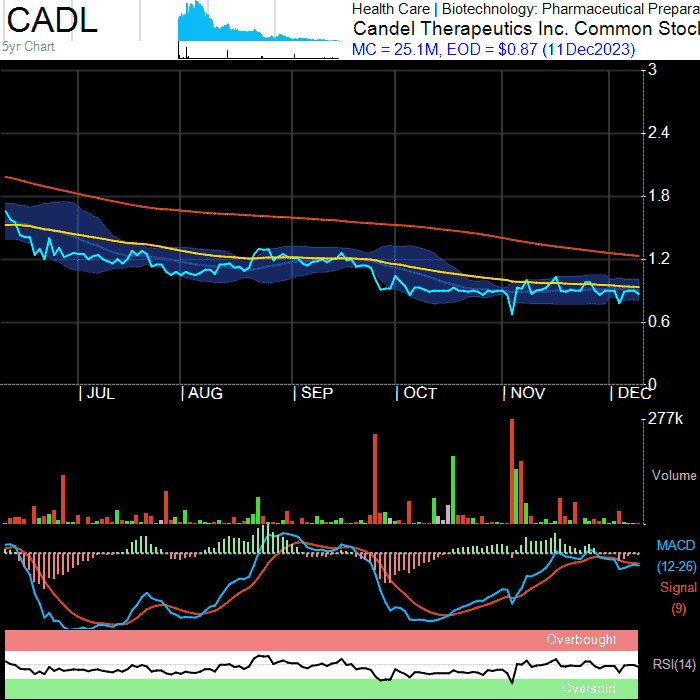 CADL
5yr Chart
Health Care | Biotechnology: Pharmaceutical Prepara
Candel Therapeutics Inc. Common Stoc
MC = 25.1M, EOD = $0.87 (11Dec2023)
3
2.4
1.8
1.2
0.6
0
JUL AUG SEP OCT NOV DEC
277k
Volume
MACD
(12-26)
Signal
(9)
Overbought
RSI(14)
Oversold